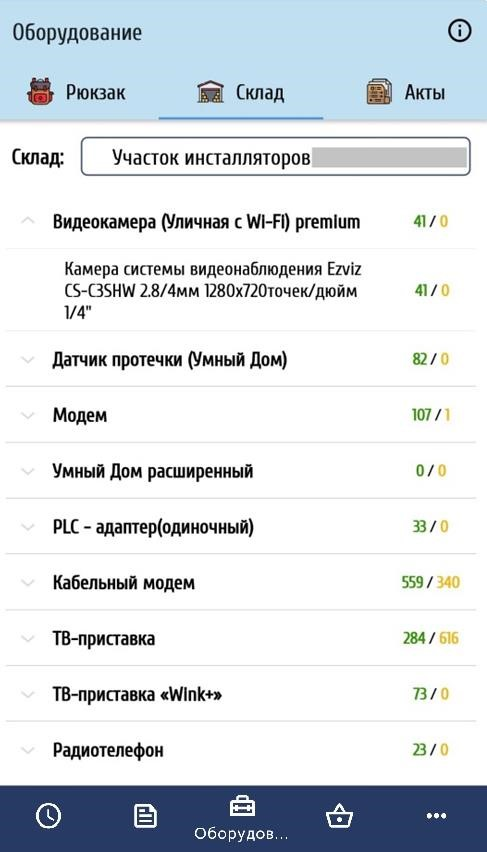 Оборудование
Рюкзак
Склад
Акты
Склад:
Участок инсталляторов
Видеокамера (Уличная с Wi-Fi) premium 41 / 0
Камера системы видеонаблюдения Ezviz
CS-C3SHW 2.8/4мм 1280х720точек/дюйм 41 / 0
1/4"
Датчик протечки (Умный Дом) 82 / 0
Модем 107 / 1
Умный Дом расширенный 0 / 0
PLC - адаптер(одиночный) 33 / 0
Кабельный модем 559 / 340
ТВ-приставка 284 / 616
ТВ-приставка «Wink+» 73 / 0
Радиотелефон 23 / 0
Оборудов...